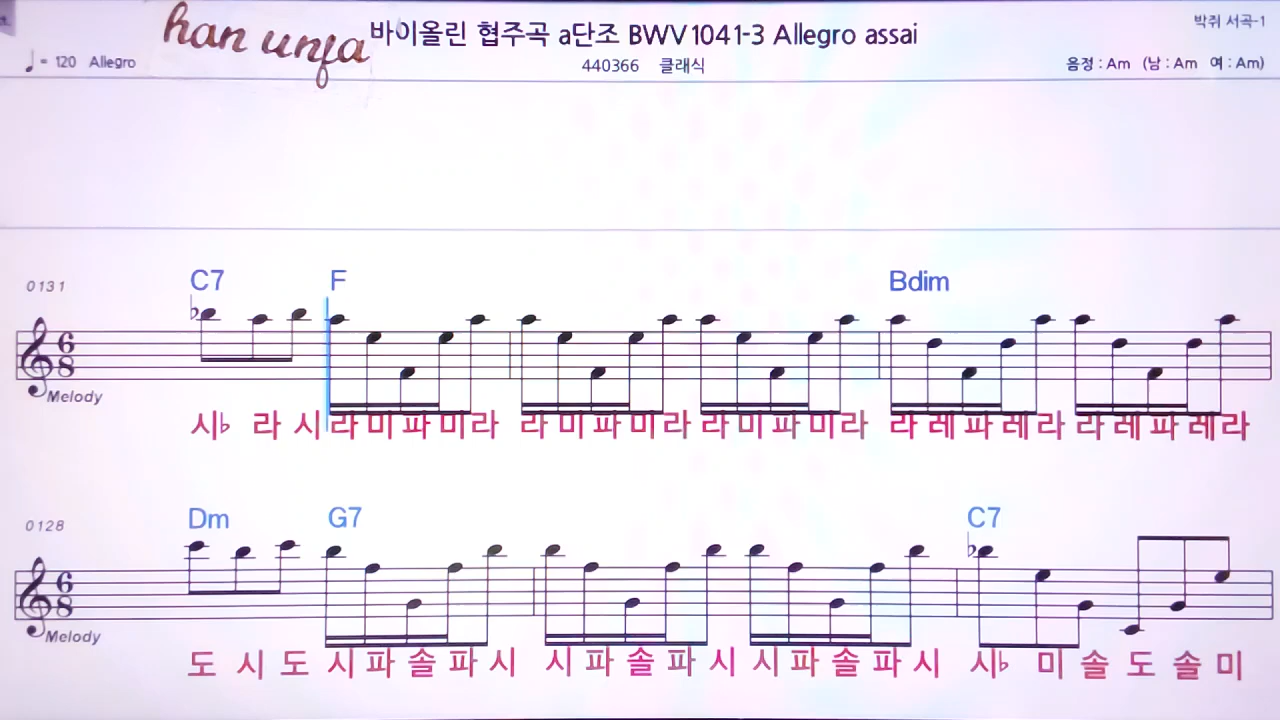 han unja
바이올린 협주곡 a단조 BWV1041-3 Allegro assai
박쥐 서곡-1
♩= 120 Allegro
440366 클래식
음정 : Am (남 : Am 여 : Am)
0131
C7 F Bdim
6
8
Melody
시♭ 라 시 라 미 파 미 라 라 미 파 미 라 라 미 파 미 라 라 레 파 레 라 라 레 파 레 라
0128
Dm G7 C7
6
8
Melody
도 시 도 시 파 솔 파 시 시 파 솔 파 시 시 파 솔 파 시 시♭ 미 솔 도 솔 미